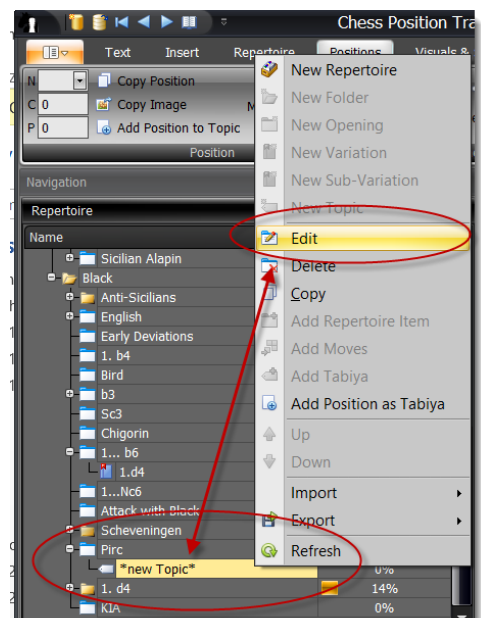 Chess Position Tra
Text Insert Repertoire Positions Visuals &
N Copy Position
C 0 Copy Image M
P 0 Add Position to Topic
Position
Navigation
Repertoire
Name
Sicilian Alapin
Black
Anti-Sicilians
English
Early Deviations
1. b4
Bird
b3
Sc3
Chigorin
1... b6
1.d4
1...Nc6
Attack with Black
Scheveningen
Pirc
*new Topic* 0%
1. d4 14%
KIA 0%
New Repertoire
New Folder
New Opening
New Variation
New Sub-Variation
New Topic
Edit
Delete
Copy
Add Repertoire Item
Add Moves
Add Tabiya
Add Position as Tabiya
Up
Down
Import
Export
Refresh